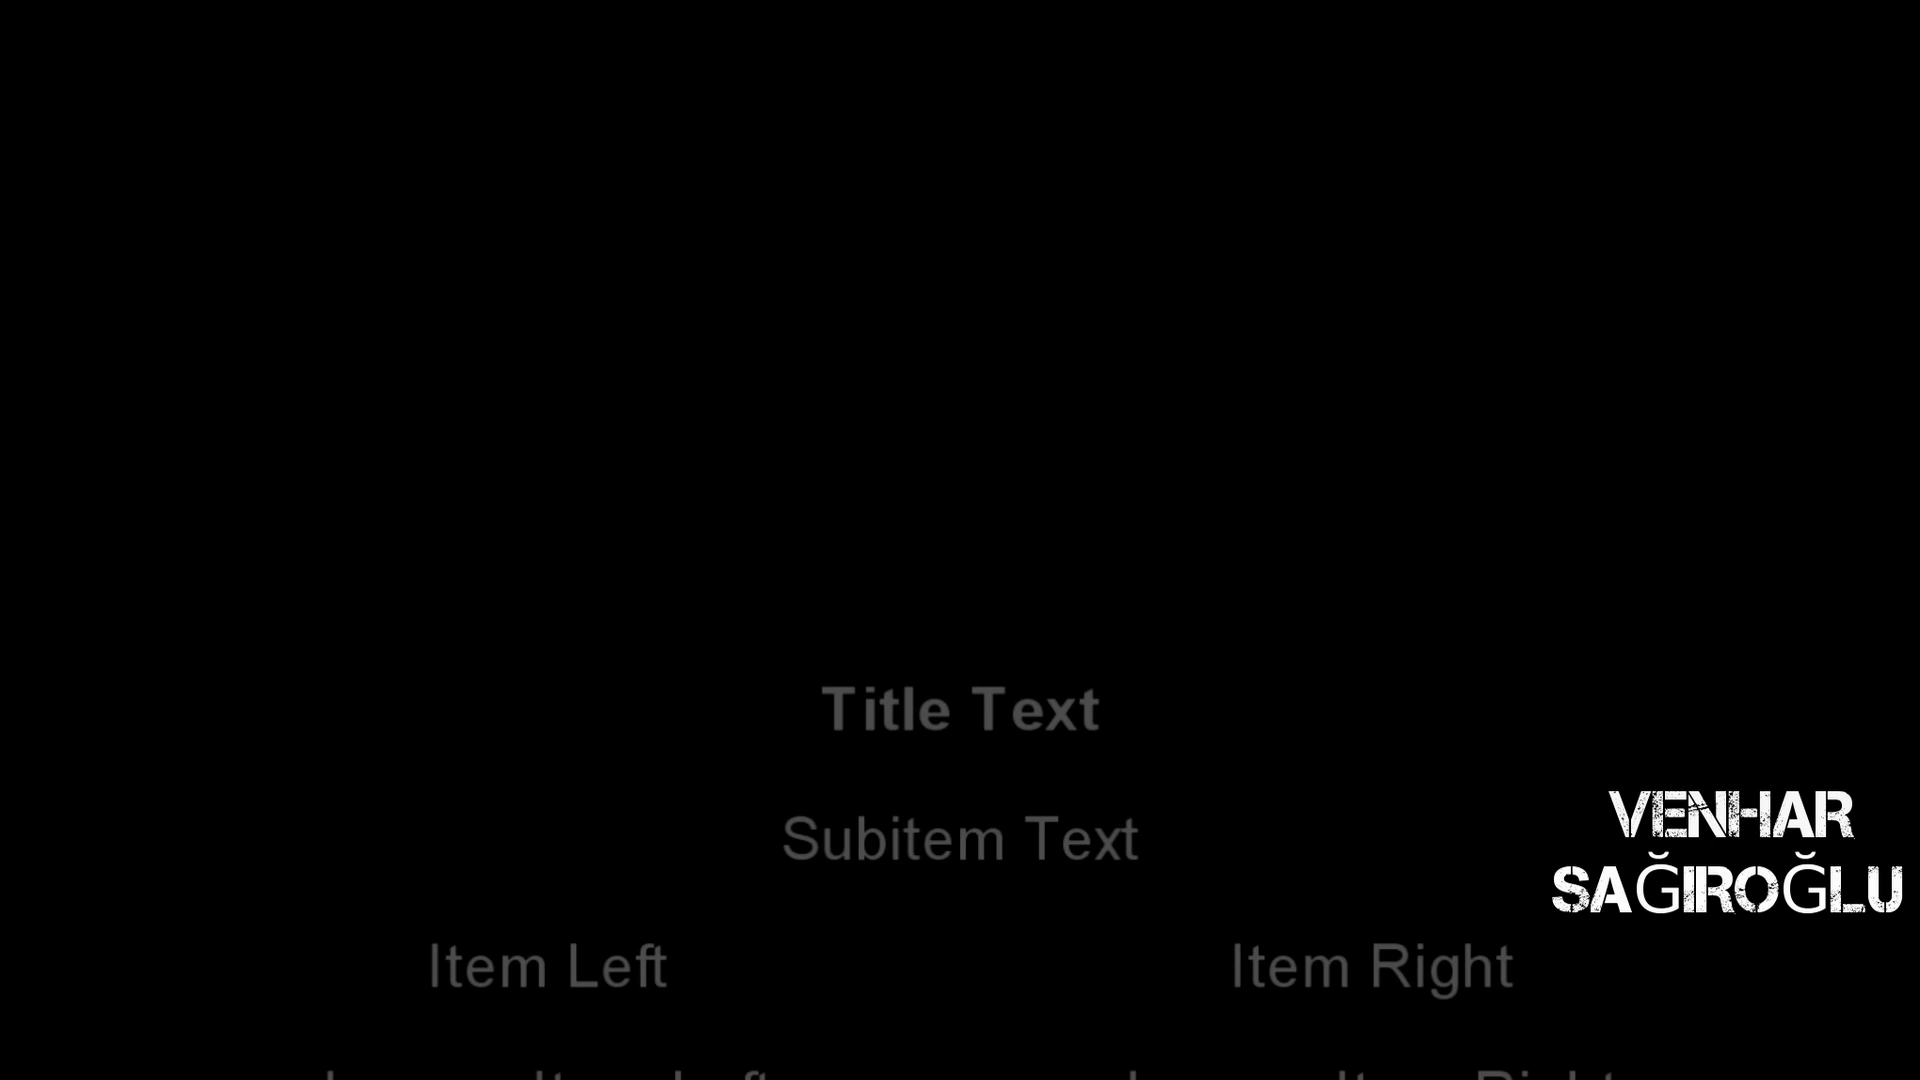 Title Text
Subitem Text
VENHAR
SAĞIROĞLU
Item Left
Item Right